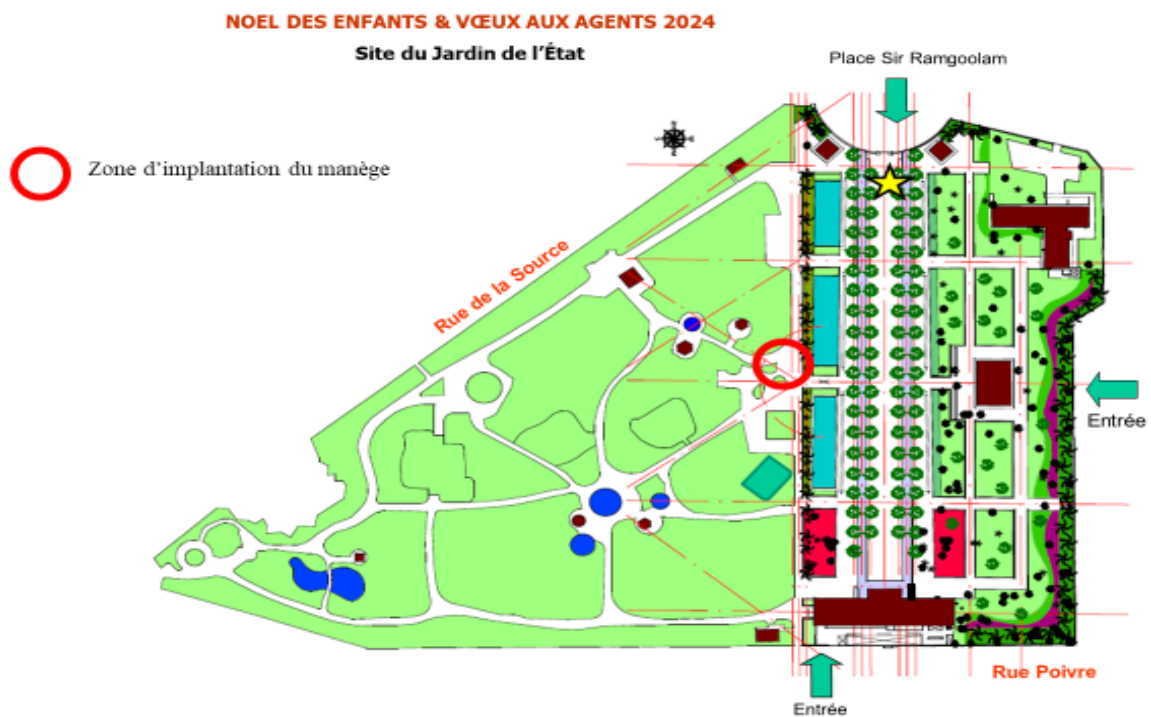 NOEL DES ENFANTS & VŒUX AUX AGENTS 2024
Site du Jardin de l'État
Place Sir Ramgoolam
Zone d'implantation du manège
Rue de la Source
Entrée
Rue Poivre
Entrée